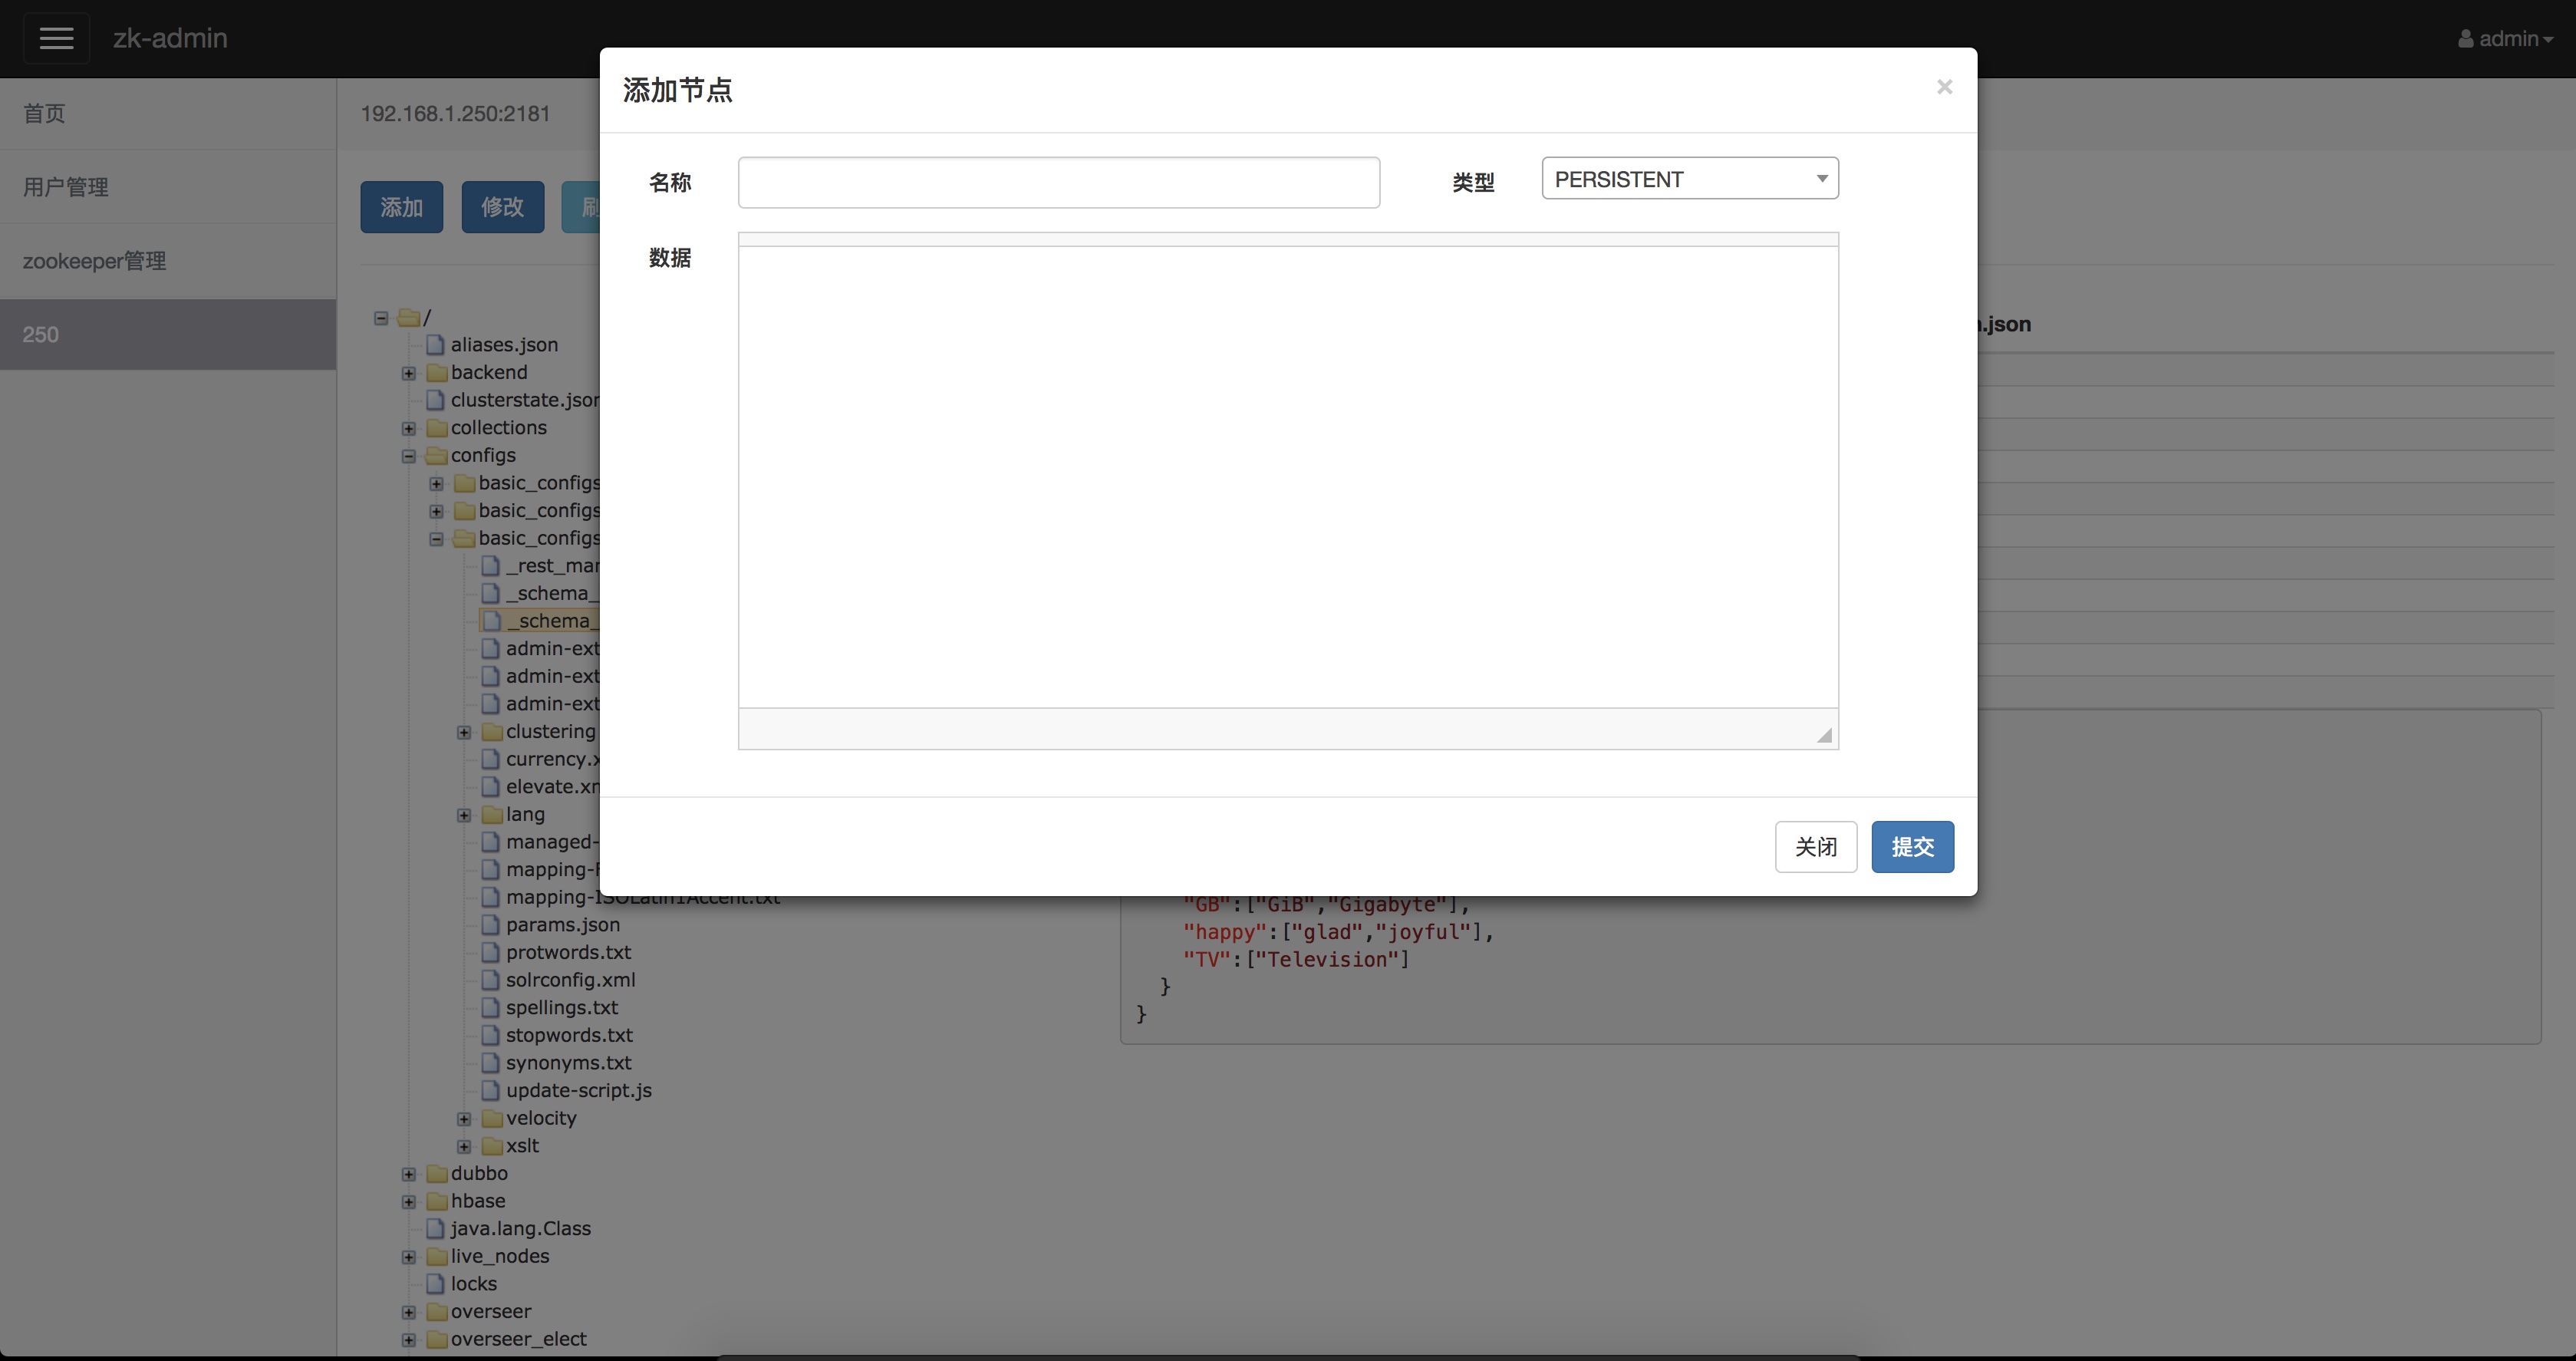 zk-admin
admin
首页
用户管理
zookeeper管理
250
192.168.1.250:2181
添加
修改
刷
/
aliases.json
backend
clusterstate.json
collections
configs
basic_configs
basic_configs
basic_configs
_rest_mar
_schema_
_schema_
admin-ext
admin-ext
admin-ext
clustering
currency.x
elevate.xm
lang
managed-
mapping-F
mapping-ISOLatin1Accent.txt
params.json
protwords.txt
solrconfig.xml
spellings.txt
stopwords.txt
synonyms.txt
update-script.js
velocity
xslt
dubbo
hbase
java.lang.Class
live_nodes
locks
overseer
overseer_elect
添加节点
×
名称
类型
PERSISTENT
数据
关闭
提交
.json
"GB":["GiB","Gigabyte"],
"happy":["glad","joyful"],
"TV":["Television"]
}
}